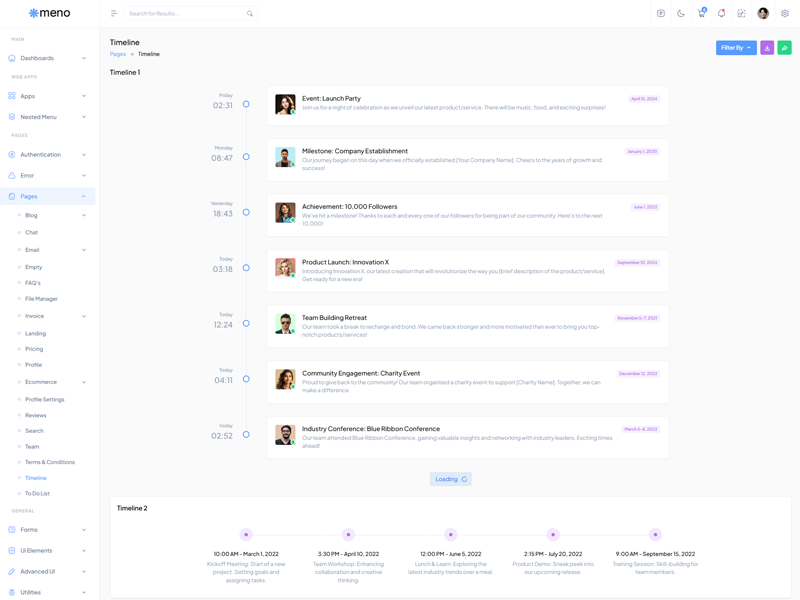 meno
Search for Results...
4
MAIN
Dashboards
WEB APPS
Apps
Nested Menu
PAGES
Authentication
Error
Pages
Blog
Chat
Email
Empty
FAQ's
File Manager
Invoice
Landing
Pricing
Profile
Ecommerce
Profile Settings
Reviews
Search
Team
Terms & Conditions
Timeline
To Do List
GENERAL
Forms
Ui Elements
Advanced UI
Utilities
Timeline
Pages
Timeline
Filter By
Timeline 1
Friday
02:31
Event: Launch Party
April 15, 2024
Join us for a night of celebration as we unveil our latest product/service. There will be music, food, and exciting surprises!
Monday
08:47
Milestone: Company Establishment
January 1, 2020
Our journey began on this day when we officially established [Your Company Name]. Cheers to the years of growth and
success!
Yesterday
18:43
Achievement: 10,000 Followers
June 1, 2022
We've hit a milestone! Thanks to each and every one of our followers for being part of our community. Here's to the next
10,000!
Today
03:18
Product Launch: Innovation X
September 10, 2024
Introducing Innovation X, our latest creation that will revolutionize the way you [brief description of the product/service].
Get ready for a new era!
Today
12:24
Team Building Retreat
November 5-7, 2021
Our team took a break to recharge and bond. We came back stronger and more motivated than ever to bring you top-
notch products/services!
Today
04:11
Community Engagement: Charity Event
December 12, 2022
Proud to give back to the community! Our team organized a charity event to support [Charity Name]. Together, we can
make a difference.
today
02:52
Industry Conference: Blue Ribbon Conference
March 5-8, 2022
Our team attended Blue Ribbon Conference, gaining valuable insights and networking with industry leaders. Exciting times
ahead!
Loading
Timeline 2
10:00 AM - March 1, 2022
Kickoff Meeting: Start of a new
project. Setting goals and
assigning tasks.
3:30 PM - April 10, 2022
Team Workshop: Enhancing
collaboration and creative
thinking.
12:00 PM - June 5, 2022
Lunch & Learn: Exploring the
latest industry trends over a meal.
2:15 PM - July 20, 2022
Product Demo: Sneak peek into
our upcoming release.
9:00 AM - September 15, 2022
Training Session: Skill-building for
team members.